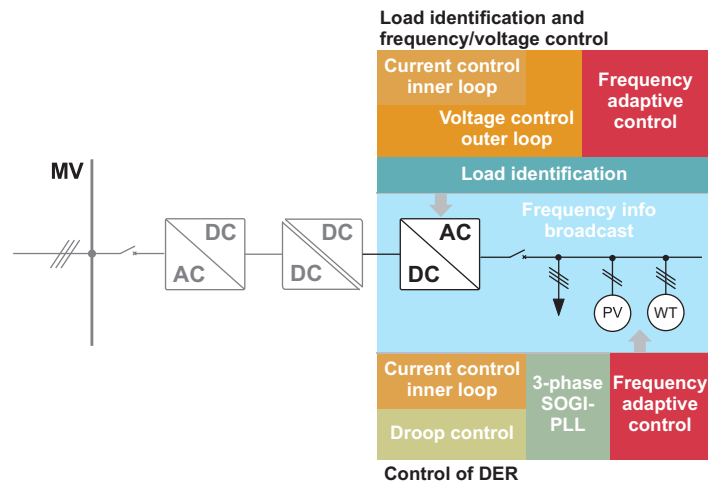 Load identification and
frequency/voltage control
Current control
inner loop
Voltage control
outer loop
Frequency
adaptive
control
Load identification
MV
Frequency info
broadcast
DC
AC
DC
DC
AC
DC
PV
WT
Current control
inner loop
Droop control
3-phase
SOGI-
PLL
Frequency
adaptive
control
Control of DER